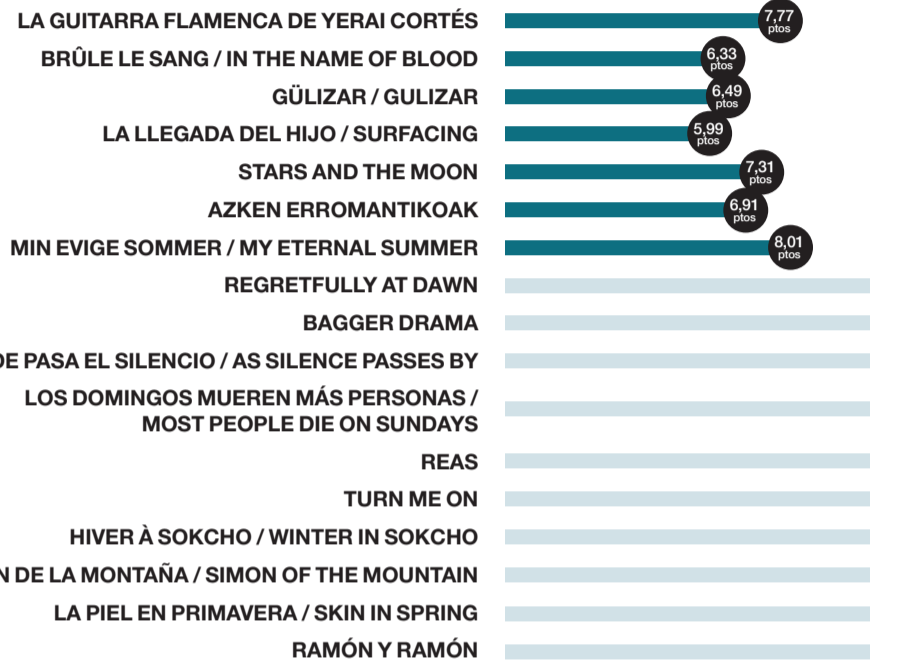 LA GUITARRA FLAMENCA DE YERAI CORTÉS 7,77 ptos
BRÛLE LE SANG / IN THE NAME OF BLOOD 6,33 ptos
GÜLIZAR / GULIZAR 6,49 ptos
LA LLEGADA DEL HIJO / SURFACING 5,99 ptos
STARS AND THE MOON 7,31 ptos
AZKEN ERROMANTIKOAK 6,91 ptos
MIN EVIGE SOMMER / MY ETERNAL SUMMER 8,01 ptos
REGRETFULLY AT DAWN
BAGGER DRAMA
PASA EL SILENCIO / AS SILENCE PASSES BY
LOS DOMINGOS MUEREN MÁS PERSONAS /
MOST PEOPLE DIE ON SUNDAYS
REAS
TURN ME ON
HIVER À SOKCHO / WINTER IN SOKCHO
DE LA MONTAÑA / SIMON OF THE MOUNTAIN
LA PIEL EN PRIMAVERA / SKIN IN SPRING
RAMÓN Y RAMÓN